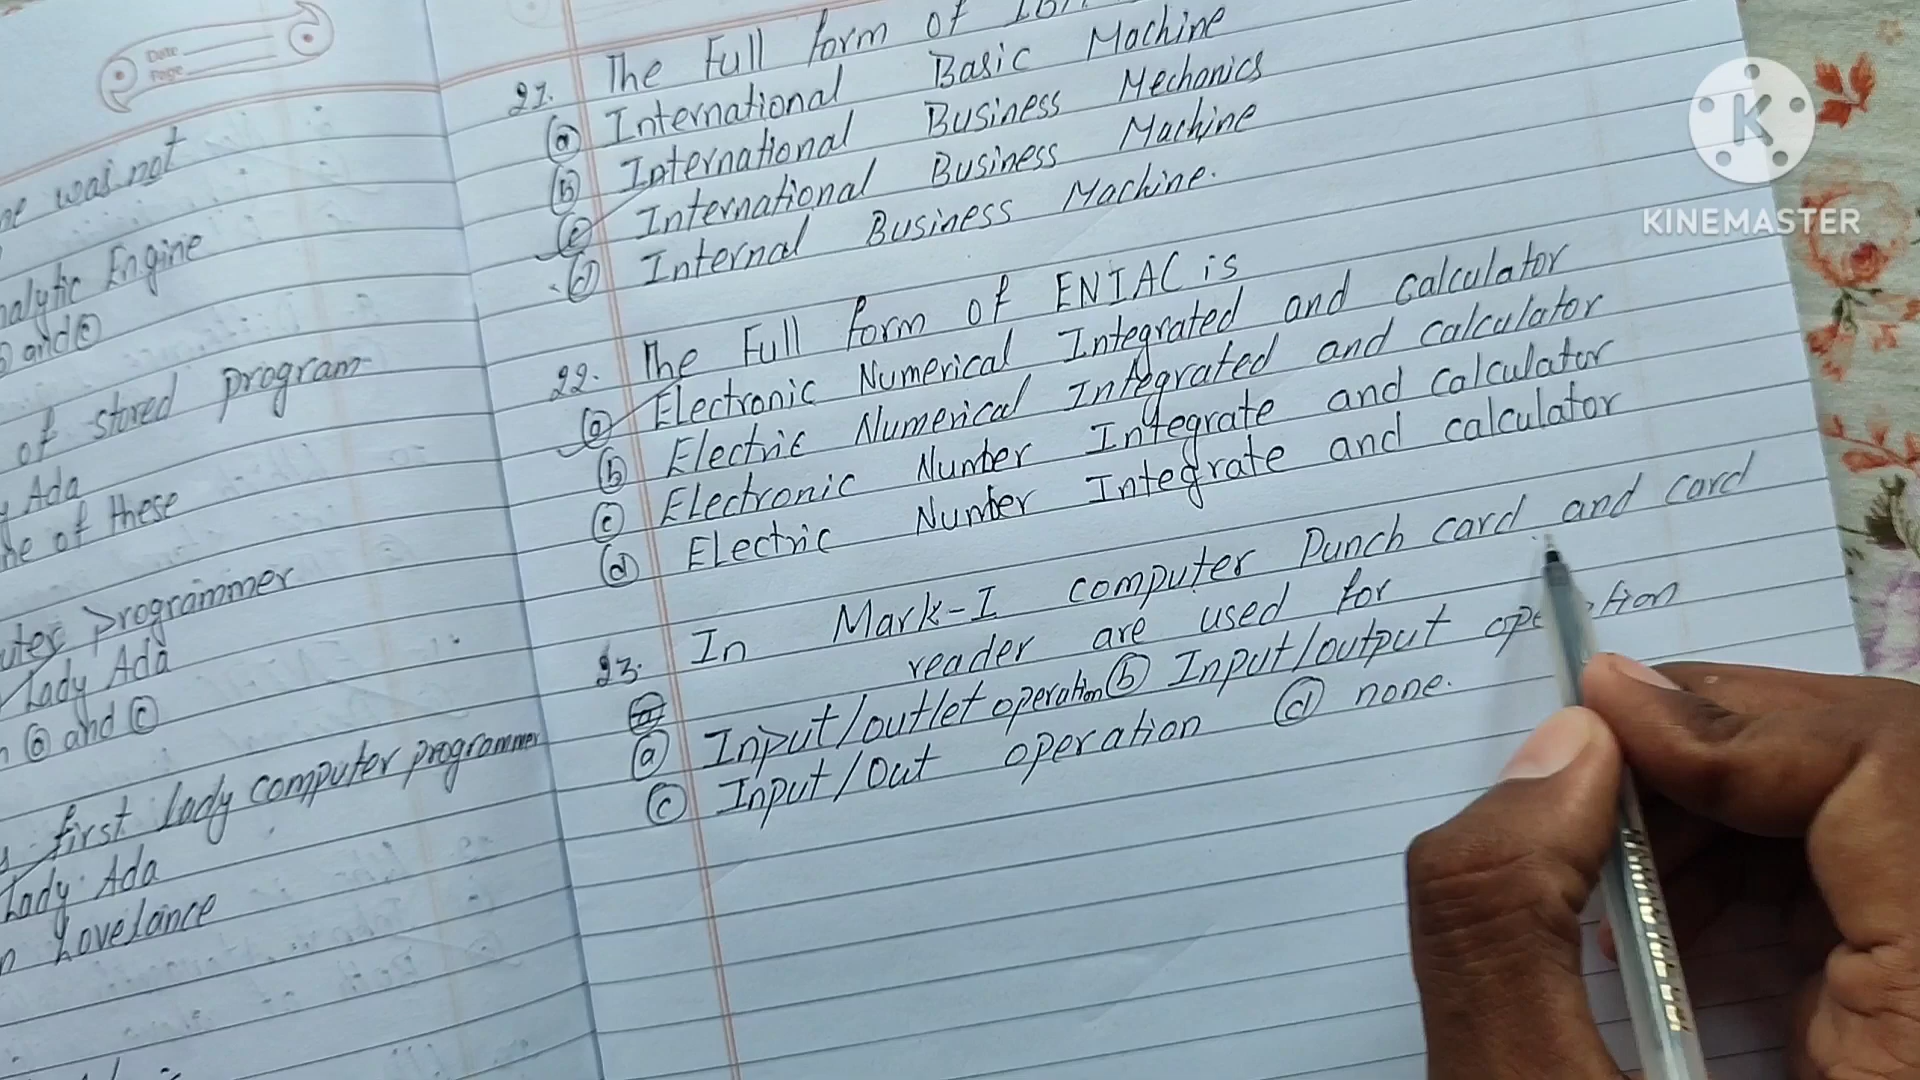 Date
Page
was not
Engine
and ⓒ
of stored program
Ada
of these
programmer
Lady Ada
ⓑ and ⓒ
first lady computer programmer
Lady Ada
Lovelance
21. The Full form of
ⓐ International Basic Machine
ⓑ International Business Mechanics
ⓒ International Business Machine
ⓓ Internal Business Machine.
22. The Full form of ENIAC is
ⓐ Electronic Numerical Integrated and calculator
ⓑ Electric Numerical Integrated and calculator
ⓒ Electronic Number Integrate and calculator
ⓓ Electric Number Integrate and calculator
23. In Mark-I computer Punch card and card
reader are used for
ⓐ Input/outlet operation ⓑ Input/output operation
ⓒ Input/Out operation ⓓ none.
K
KINEMASTER